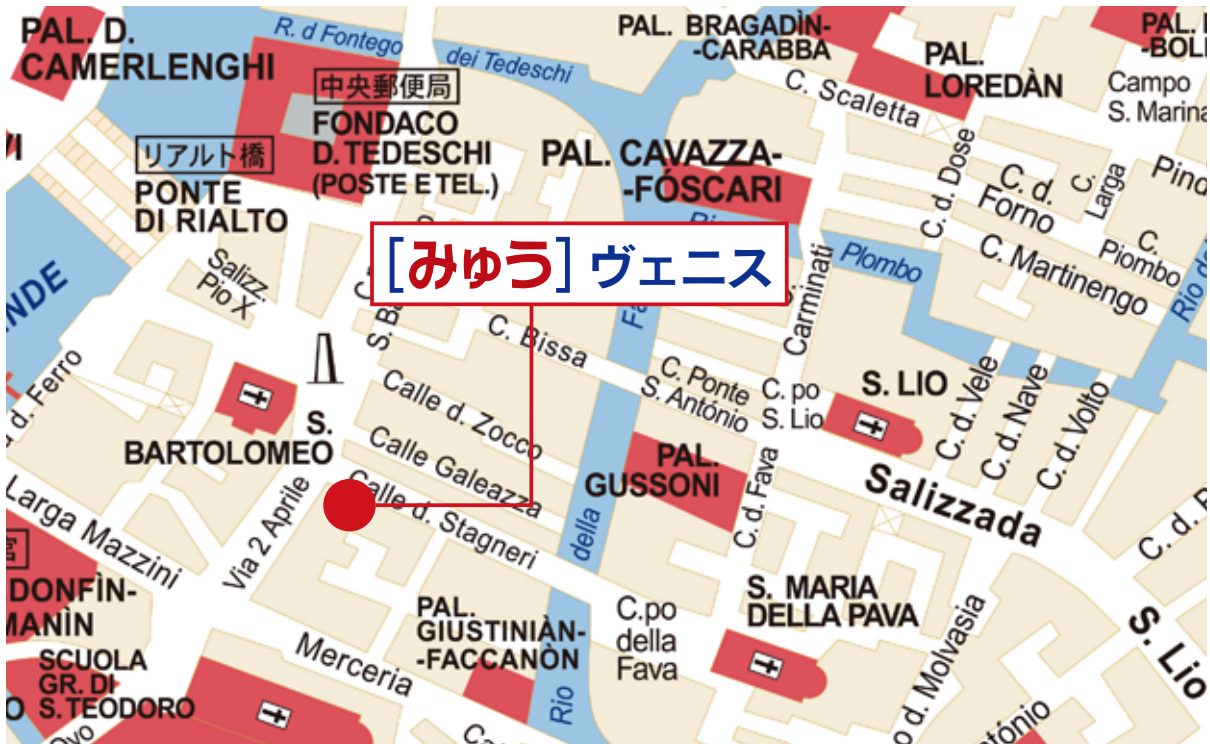 PAL. D.
CAMERLENGHI
R. d Fontego
dei Tedeschi
PAL. BRAGADÌN-
-CARABBA
PAL.
LOREDÀN
Campo
S. Marina
中央郵便局
FONDACO
D. TEDESCHI
(POSTE E TEL.)
C. Scaletta
リアルト橋
PONTE
DI RIALTO
PAL. CAVAZZA-
-FÓSCARI
C. d. Dose
C. d.
Forno
C.
Larga
C. Martinengo
C.
Piombo
[みゅう] ヴェニス
Plombo
Salizz.
Pio X
Carminati
C. Bissa
C. Ponte
S. António
C. po
S. Lio
S. LIO
C. d. Vele
C. d. Nave
C. d. Volto
S.
BARTOLOMEO
Calle d. Zocco
Calle Galeazza
Calle d. Stagneri
PAL.
GUSSONI
C. d. Fava
Salizzada
S. Lio
Larga Mazzini
Via 2 Aprile
della
Rio
DONFÌN-
MANÌN
SCUOLA
GR. DI
S. TEODORO
Merceria
PAL.
GIUSTINIÀN-
-FACCANÒN
C.po
della
Fava
S. MARIA
DELLA PAVA
d. Molvasia